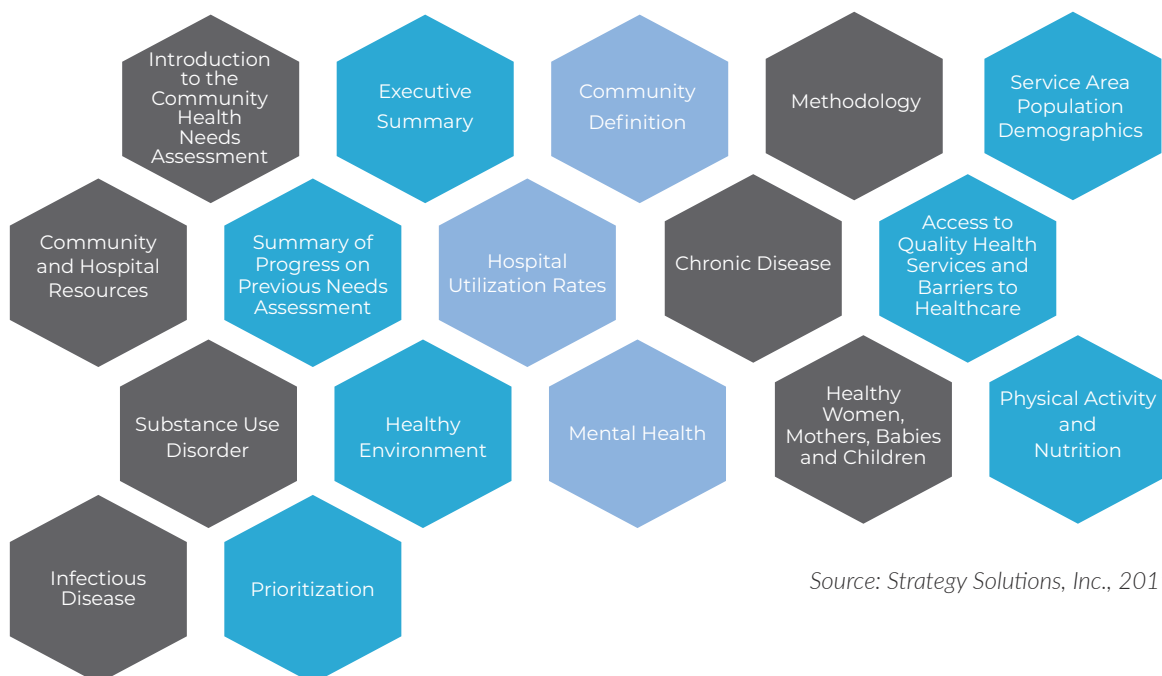 Introduction
to the
Community
Health
Needs
Assessment
Executive
Summary
Community
Definition
Methodology
Service Area
Population
Demographics
Community
and Hospital
Resources
Summary of
Progress on
Previous Needs
Assessment
Hospital
Utilization Rates
Chronic Disease
Access to
Quality Health
Services and
Barriers to
Healthcare
Substance Use
Disorder
Healthy
Environment
Mental Health
Healthy
Women,
Mothers, Babies
and Children
Physical Activity
and
Nutrition
Infectious
Disease
Prioritization
Source: Strategy Solutions, Inc., 201